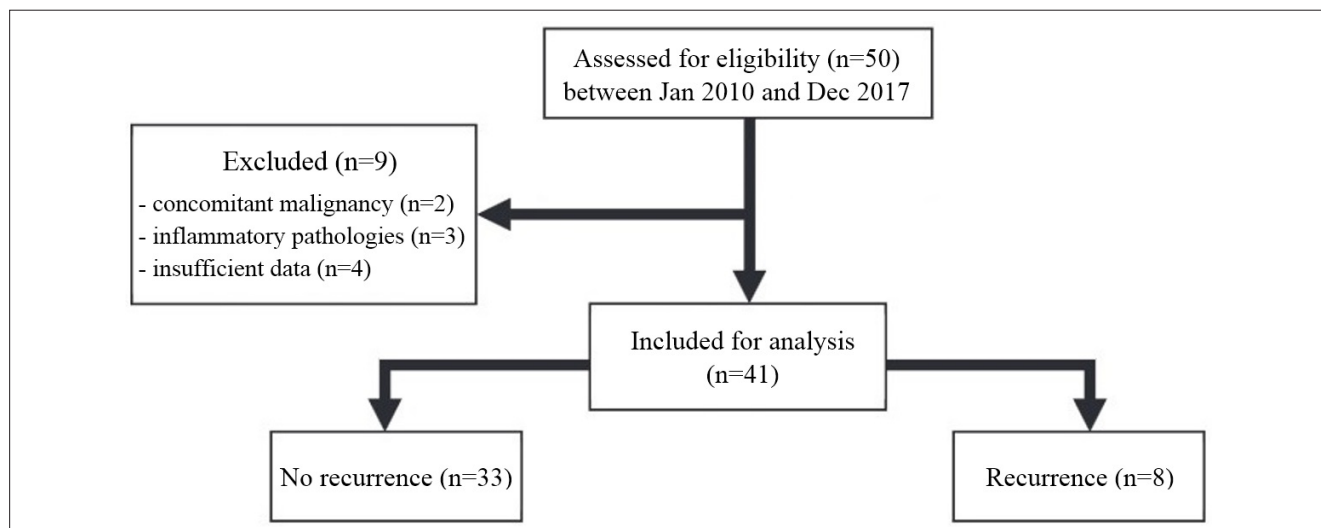 Assessed for eligibility (n=50)
between Jan 2010 and Dec 2017
Excluded (n=9)
- concomitant malignancy (n=2)
- inflammatory pathologies (n=3)
- insufficient data (n=4)
Included for analysis
(n=41)
No recurrence (n=33)
Recurrence (n=8)